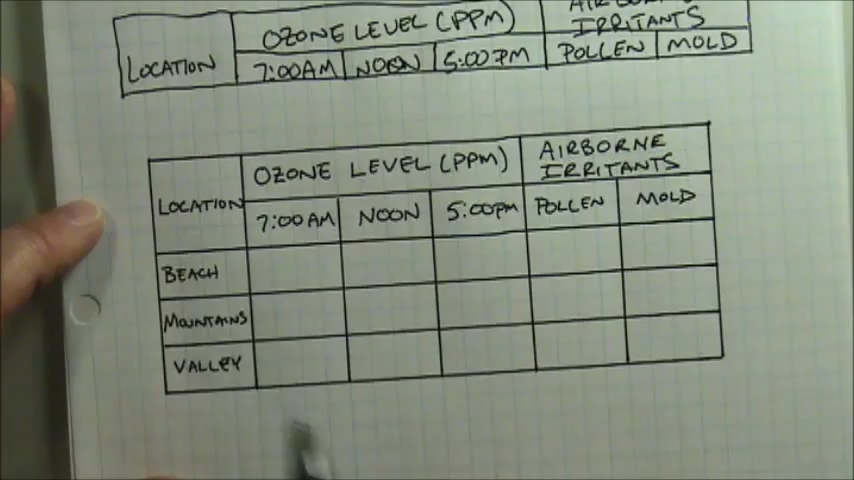 OZONE LEVEL (PPM)
IRRITANTS
LOCATION
7:00AM NOON 5:00PM POLLEN MOLD
OZONE LEVEL (PPM) AIRBORNE
IRRITANTS
LOCATION
7:00AM NOON 5:00PM POLLEN MOLD
BEACH
MOUNTAINS
VALLEY